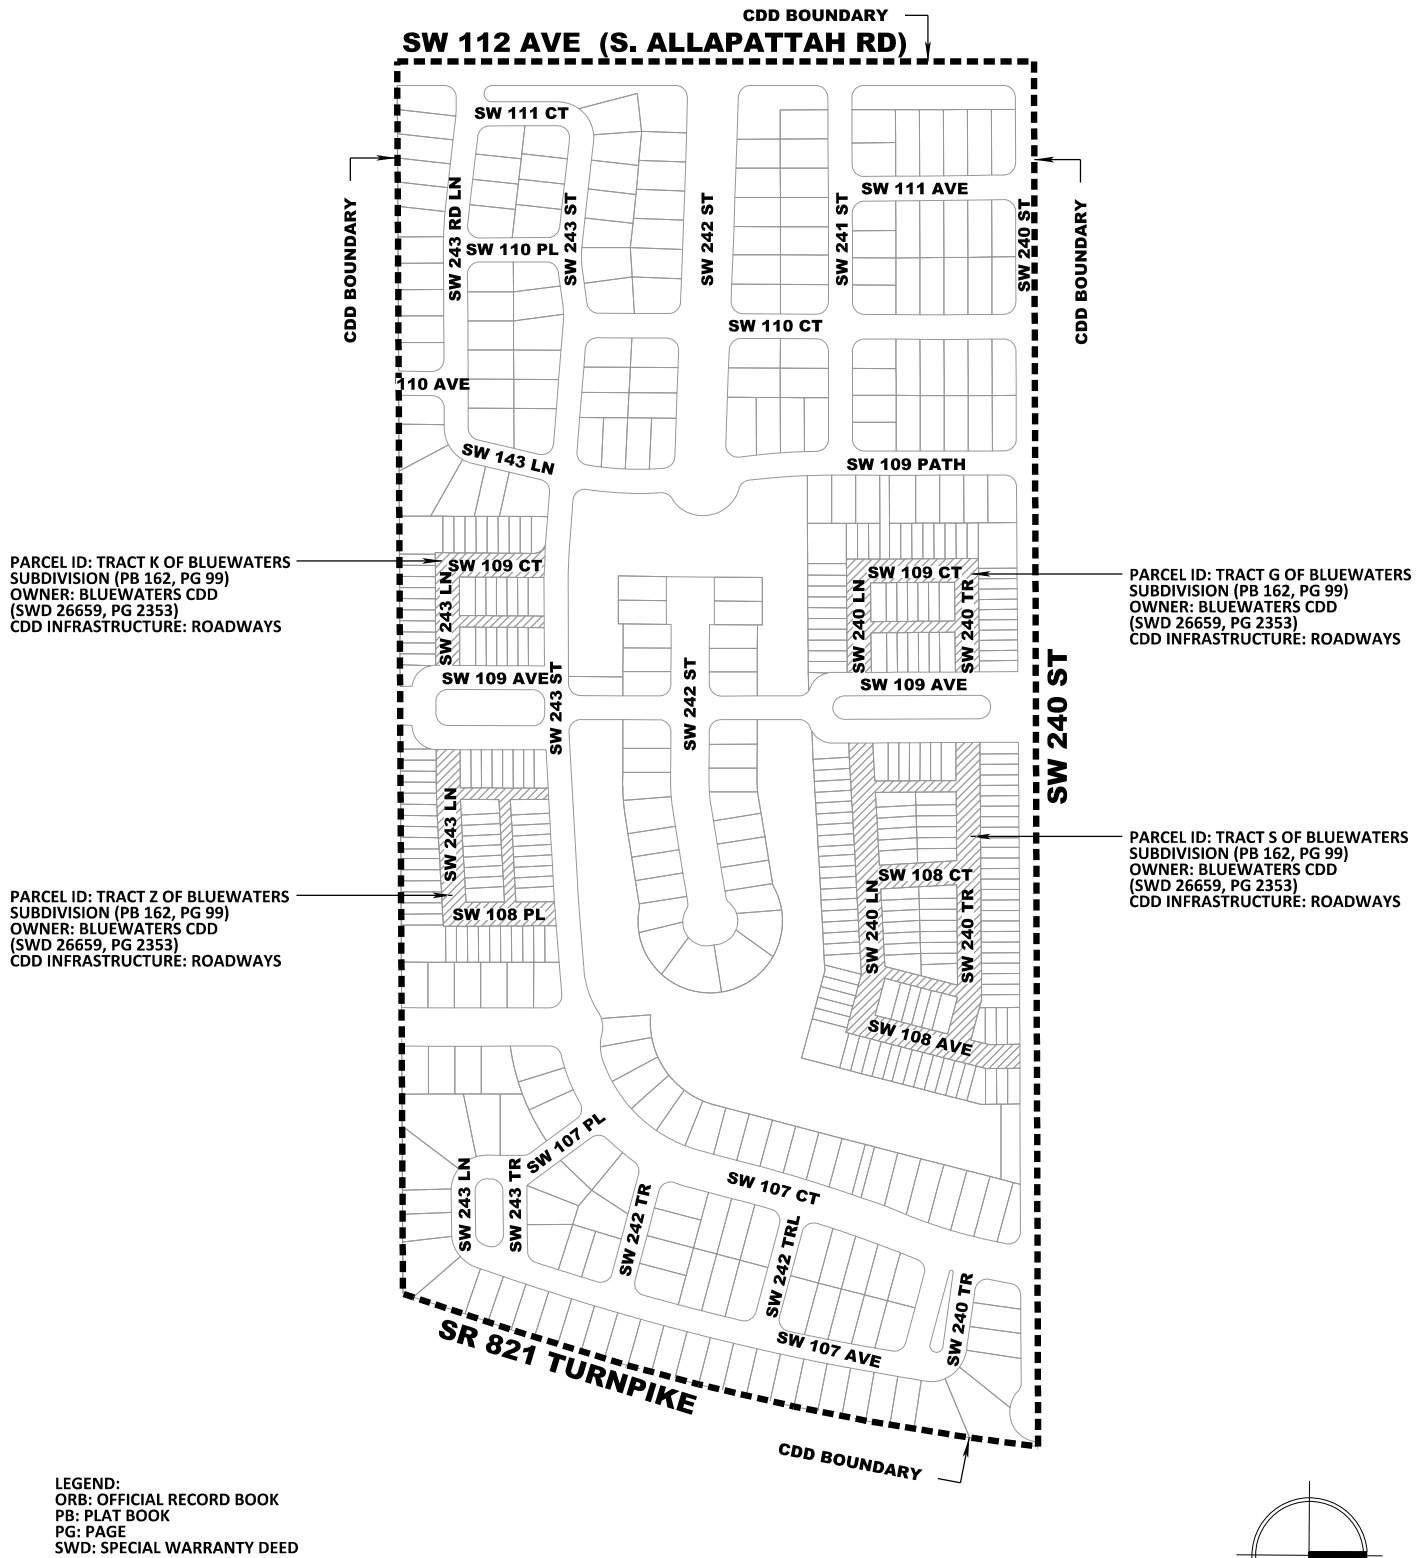 CDD BOUNDARY
SW 112 AVE (S. ALLAPATTAH RD)
SW 111 CT
SW 111 AVE
SW 243 RD LN
SW 243 ST
SW 242 ST
SW 241 ST
SW 240 ST
CDD BOUNDARY
CDD BOUNDARY
SW 110 PL
SW 110 CT
110 AVE
SW 143 LN
SW 109 PATH
PARCEL ID: TRACT K OF BLUEWATERS
SUBDIVISION (PB 162, PG 99)
OWNER: BLUEWATERS CDD
(SWD 26659, PG 2353)
CDD INFRASTRUCTURE: ROADWAYS
SW 109 CT
SW 243 LN
SW 109 CT
SW 240 LN
SW 240 TR
PARCEL ID: TRACT G OF BLUEWATERS
SUBDIVISION (PB 162, PG 99)
OWNER: BLUEWATERS CDD
(SWD 26659, PG 2353)
CDD INFRASTRUCTURE: ROADWAYS
SW 109 AVE
SW 243 ST
SW 242 ST
SW 109 AVE
SW 240 ST
SW 243 LN
PARCEL ID: TRACT S OF BLUEWATERS
SUBDIVISION (PB 162, PG 99)
OWNER: BLUEWATERS CDD
(SWD 26659, PG 2353)
CDD INFRASTRUCTURE: ROADWAYS
PARCEL ID: TRACT Z OF BLUEWATERS
SUBDIVISION (PB 162, PG 99)
OWNER: BLUEWATERS CDD
(SWD 26659, PG 2353)
CDD INFRASTRUCTURE: ROADWAYS
SW 108 PL
SW 108 CT
SW 240 LN
SW 240 TR
SW 108 AVE
SW 107 PL
SW 243 LN
SW 243 TR
SW 107 CT
SW 242 TR
SW 242 TRL
SW 240 TR
SW 107 AVE
SR 821 TURNPIKE
CDD BOUNDARY
LEGEND:
ORB: OFFICIAL RECORD BOOK
PB: PLAT BOOK
PG: PAGE
SWD: SPECIAL WARRANTY DEED